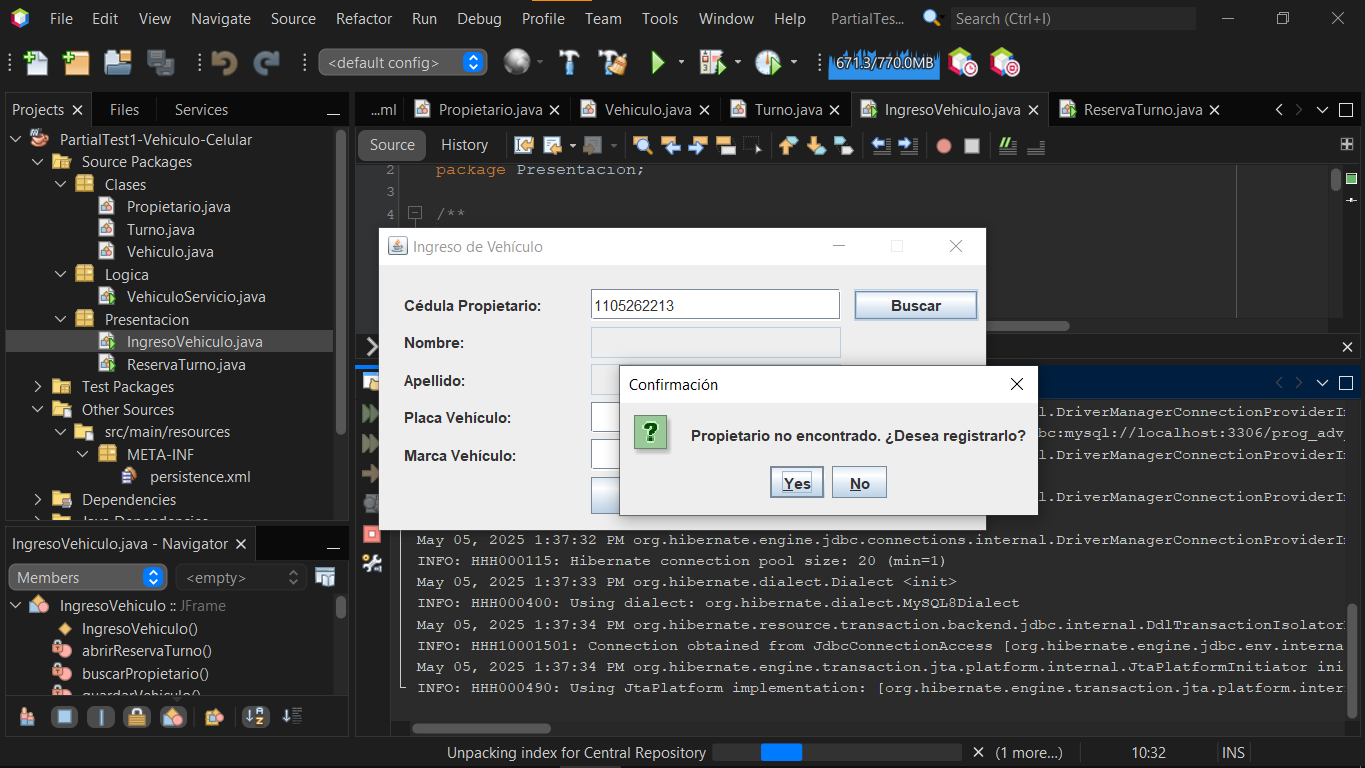 File Edit View Navigate Source Refactor Run Debug Profile Team Tools Window Help PartialTes... Search (Ctrl+I)
<default config> 671.3/770.0MB
Projects Files Services
...ml Propietario.java Vehiculo.java Turno.java IngresoVehiculo.java ReservaTurno.java
Source History
PartialTest1-Vehiculo-Celular
Source Packages
Clases
Propietario.java
Turno.java
Vehiculo.java
Logica
VehiculoServicio.java
Presentacion
IngresoVehiculo.java
ReservaTurno.java
Test Packages
Other Sources
src/main/resources
META-INF
persistence.xml
Dependencies
2 package Presentacion;
3
4 /**
Ingreso de Vehículo
Cédula Propietario: 1105262213 Buscar
Nombre:
Apellido:
Placa Vehículo:
Marca Vehículo:
Confirmación
Propietario no encontrado. ¿Desea registrarlo?
Yes No
l.DriverManagerConnectionProviderI
bc:mysql://localhost:3306/prog_adv
l.DriverManagerConnectionProviderI
l.DriverManagerConnectionProviderI
May 05, 2025 1:37:32 PM org.hibernate.engine.jdbc.connections.internal.DriverManagerConnectionProviderI
INFO: HHH000115: Hibernate connection pool size: 20 (min=1)
May 05, 2025 1:37:33 PM org.hibernate.dialect.Dialect <init>
INFO: HHH000400: Using dialect: org.hibernate.dialect.MySQL8Dialect
May 05, 2025 1:37:34 PM org.hibernate.resource.transaction.backend.jdbc.internal.DdlTransactionIsolator
INFO: HHH10001501: Connection obtained from JdbcConnectionAccess [org.hibernate.engine.jdbc.env.interna
May 05, 2025 1:37:34 PM org.hibernate.engine.transaction.jta.platform.internal.JtaPlatformInitiator ini
INFO: HHH000490: Using JtaPlatform implementation: [org.hibernate.engine.transaction.jta.platform.inter
IngresoVehiculo.java - Navigator
Members <empty>
IngresoVehiculo :: JFrame
IngresoVehiculo()
abrirReservaTurno()
buscarPropietario()
guardarVehiculo()
Unpacking index for Central Repository (1 more...) 10:32 INS